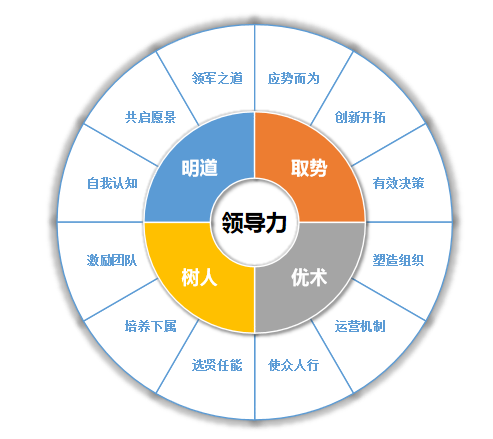 领军之道
应势而为
共启愿景
创新开拓
明道
取势
自我认知
有效决策
领导力
激励团队
塑造组织
树人
优术
培养下属
运营机制
选贤任能
使众人行